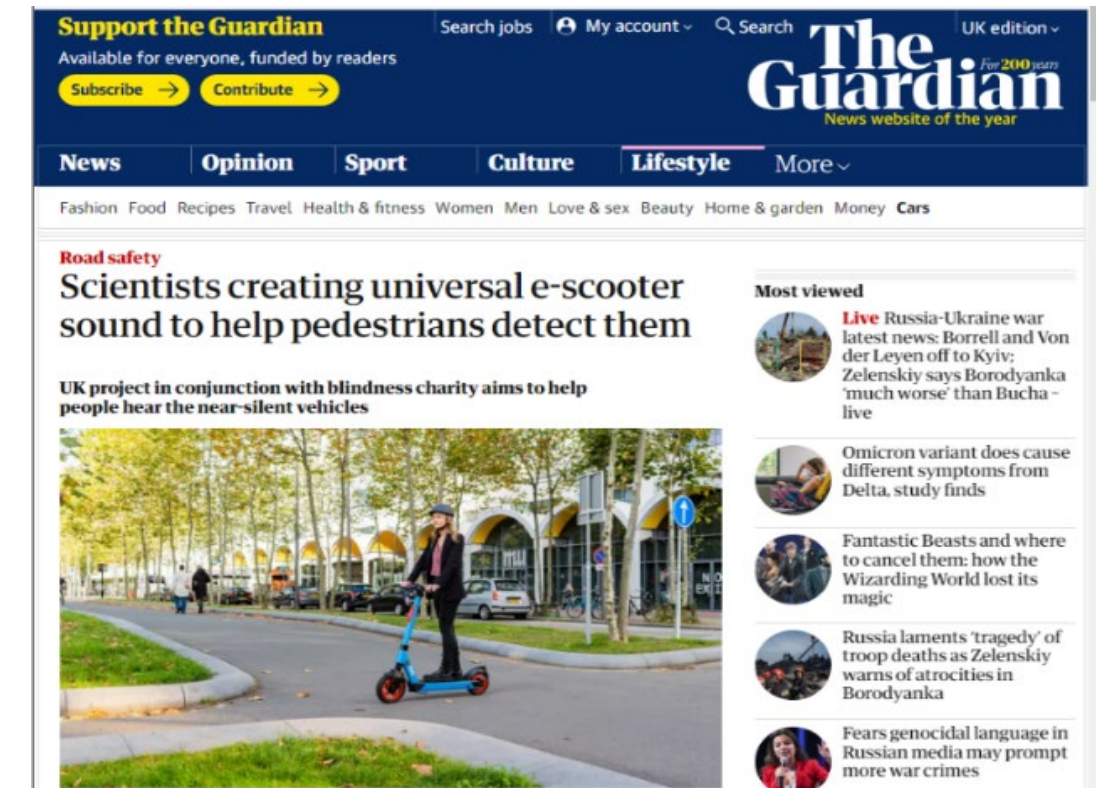 Support the Guardian
Available for everyone, funded by readers
Subscribe →
Contribute →
Search jobs
My account
Search
UK edition
The
Guardian
For 200 years
News website of the year
News
Opinion
Sport
Culture
Lifestyle
More
Fashion Food Recipes Travel Health & fitness Women Men Love & sex Beauty Home & garden Money Cars
Road safety
Scientists creating universal e-scooter
sound to help pedestrians detect them
UK project in conjunction with blindness charity aims to help
people hear the near-silent vehicles
NO
EXIT
Most viewed
Live Russia-Ukraine war
latest news: Borrell and Von
der Leyen off to Kyiv;
Zelenskiy says Borodyanka
‘much worse’ than Bucha –
live
Omicron variant does cause
different symptoms from
Delta, study finds
Fantastic Beasts and where
to cancel them: how the
Wizarding World lost its
magic
Russia laments ‘tragedy’ of
troop deaths as Zelenskiy
warns of atrocities in
Borodyanka
Fears genocidal language in
Russian media may prompt
more war crimes